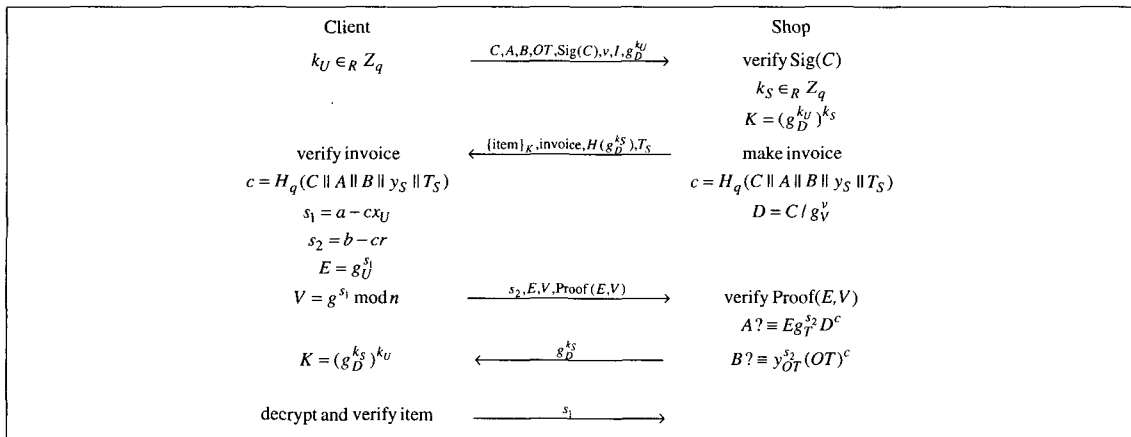 Client Shop
k_U ∈_R Z_q C, A, B, OT, Sig(C), v, I, g_D^{k_U} verify Sig(C)
k_S ∈_R Z_q
K = (g_D^{k_U})^{k_S}
verify invoice {item}_K, invoice, H(g_D^{k_S}), T_S make invoice
c = H_q(C || A || B || y_S || T_S) c = H_q(C || A || B || y_S || T_S)
s_1 = a − cx_U D = C / g_V^v
s_2 = b − cr
E = g_U^{s_1}
V = g^{s_1} mod n s_2, E, V, Proof(E, V) verify Proof(E, V)
A? ≡ Eg_T^{s_2} D^c
K = (g_D^{k_S})^{k_U} g_D^{k_S} B? ≡ y_{OT}^{s_2} (OT)^c
decrypt and verify item s_1